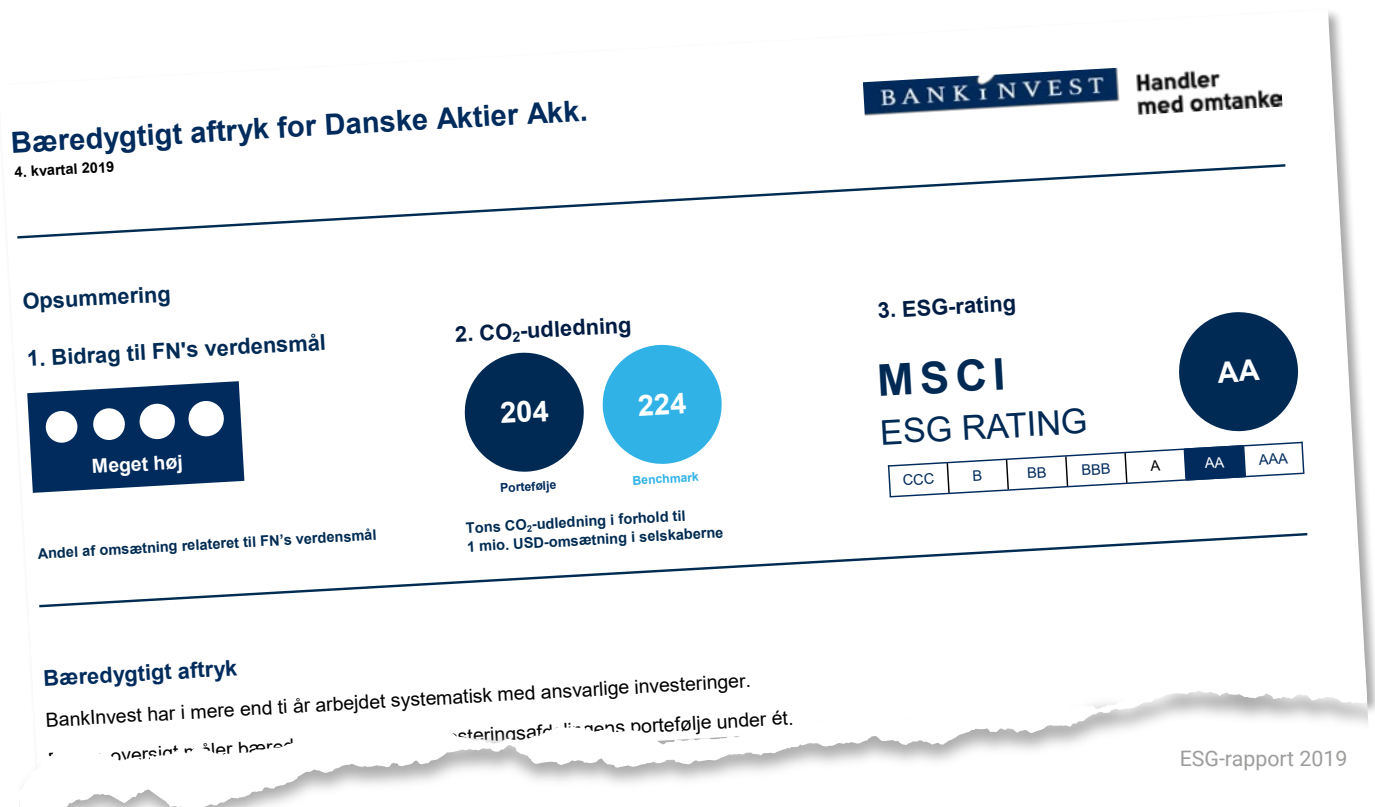 BANKINVEST
Handler
med omtanke
Bæredygtigt aftryk for Danske Aktier Akk.
4. kvartal 2019
Opsummering
1. Bidrag til FN's verdensmål
Meget høj
Andel af omsætning relateret til FN's verdensmål
2. CO₂-udledning
204
224
Portefølje
Benchmark
Tons CO₂-udledning i forhold til
1 mio. USD-omsætning i selskaberne
3. ESG-rating
MSCI
ESG RATING
AA
CCC B BB BBB A AA AAA
Bæredygtigt aftryk
BankInvest har i mere end ti år arbejdet systematisk med ansvarlige investeringer.
oversigt måler portefølje under ét.
ESG-rapport 2019